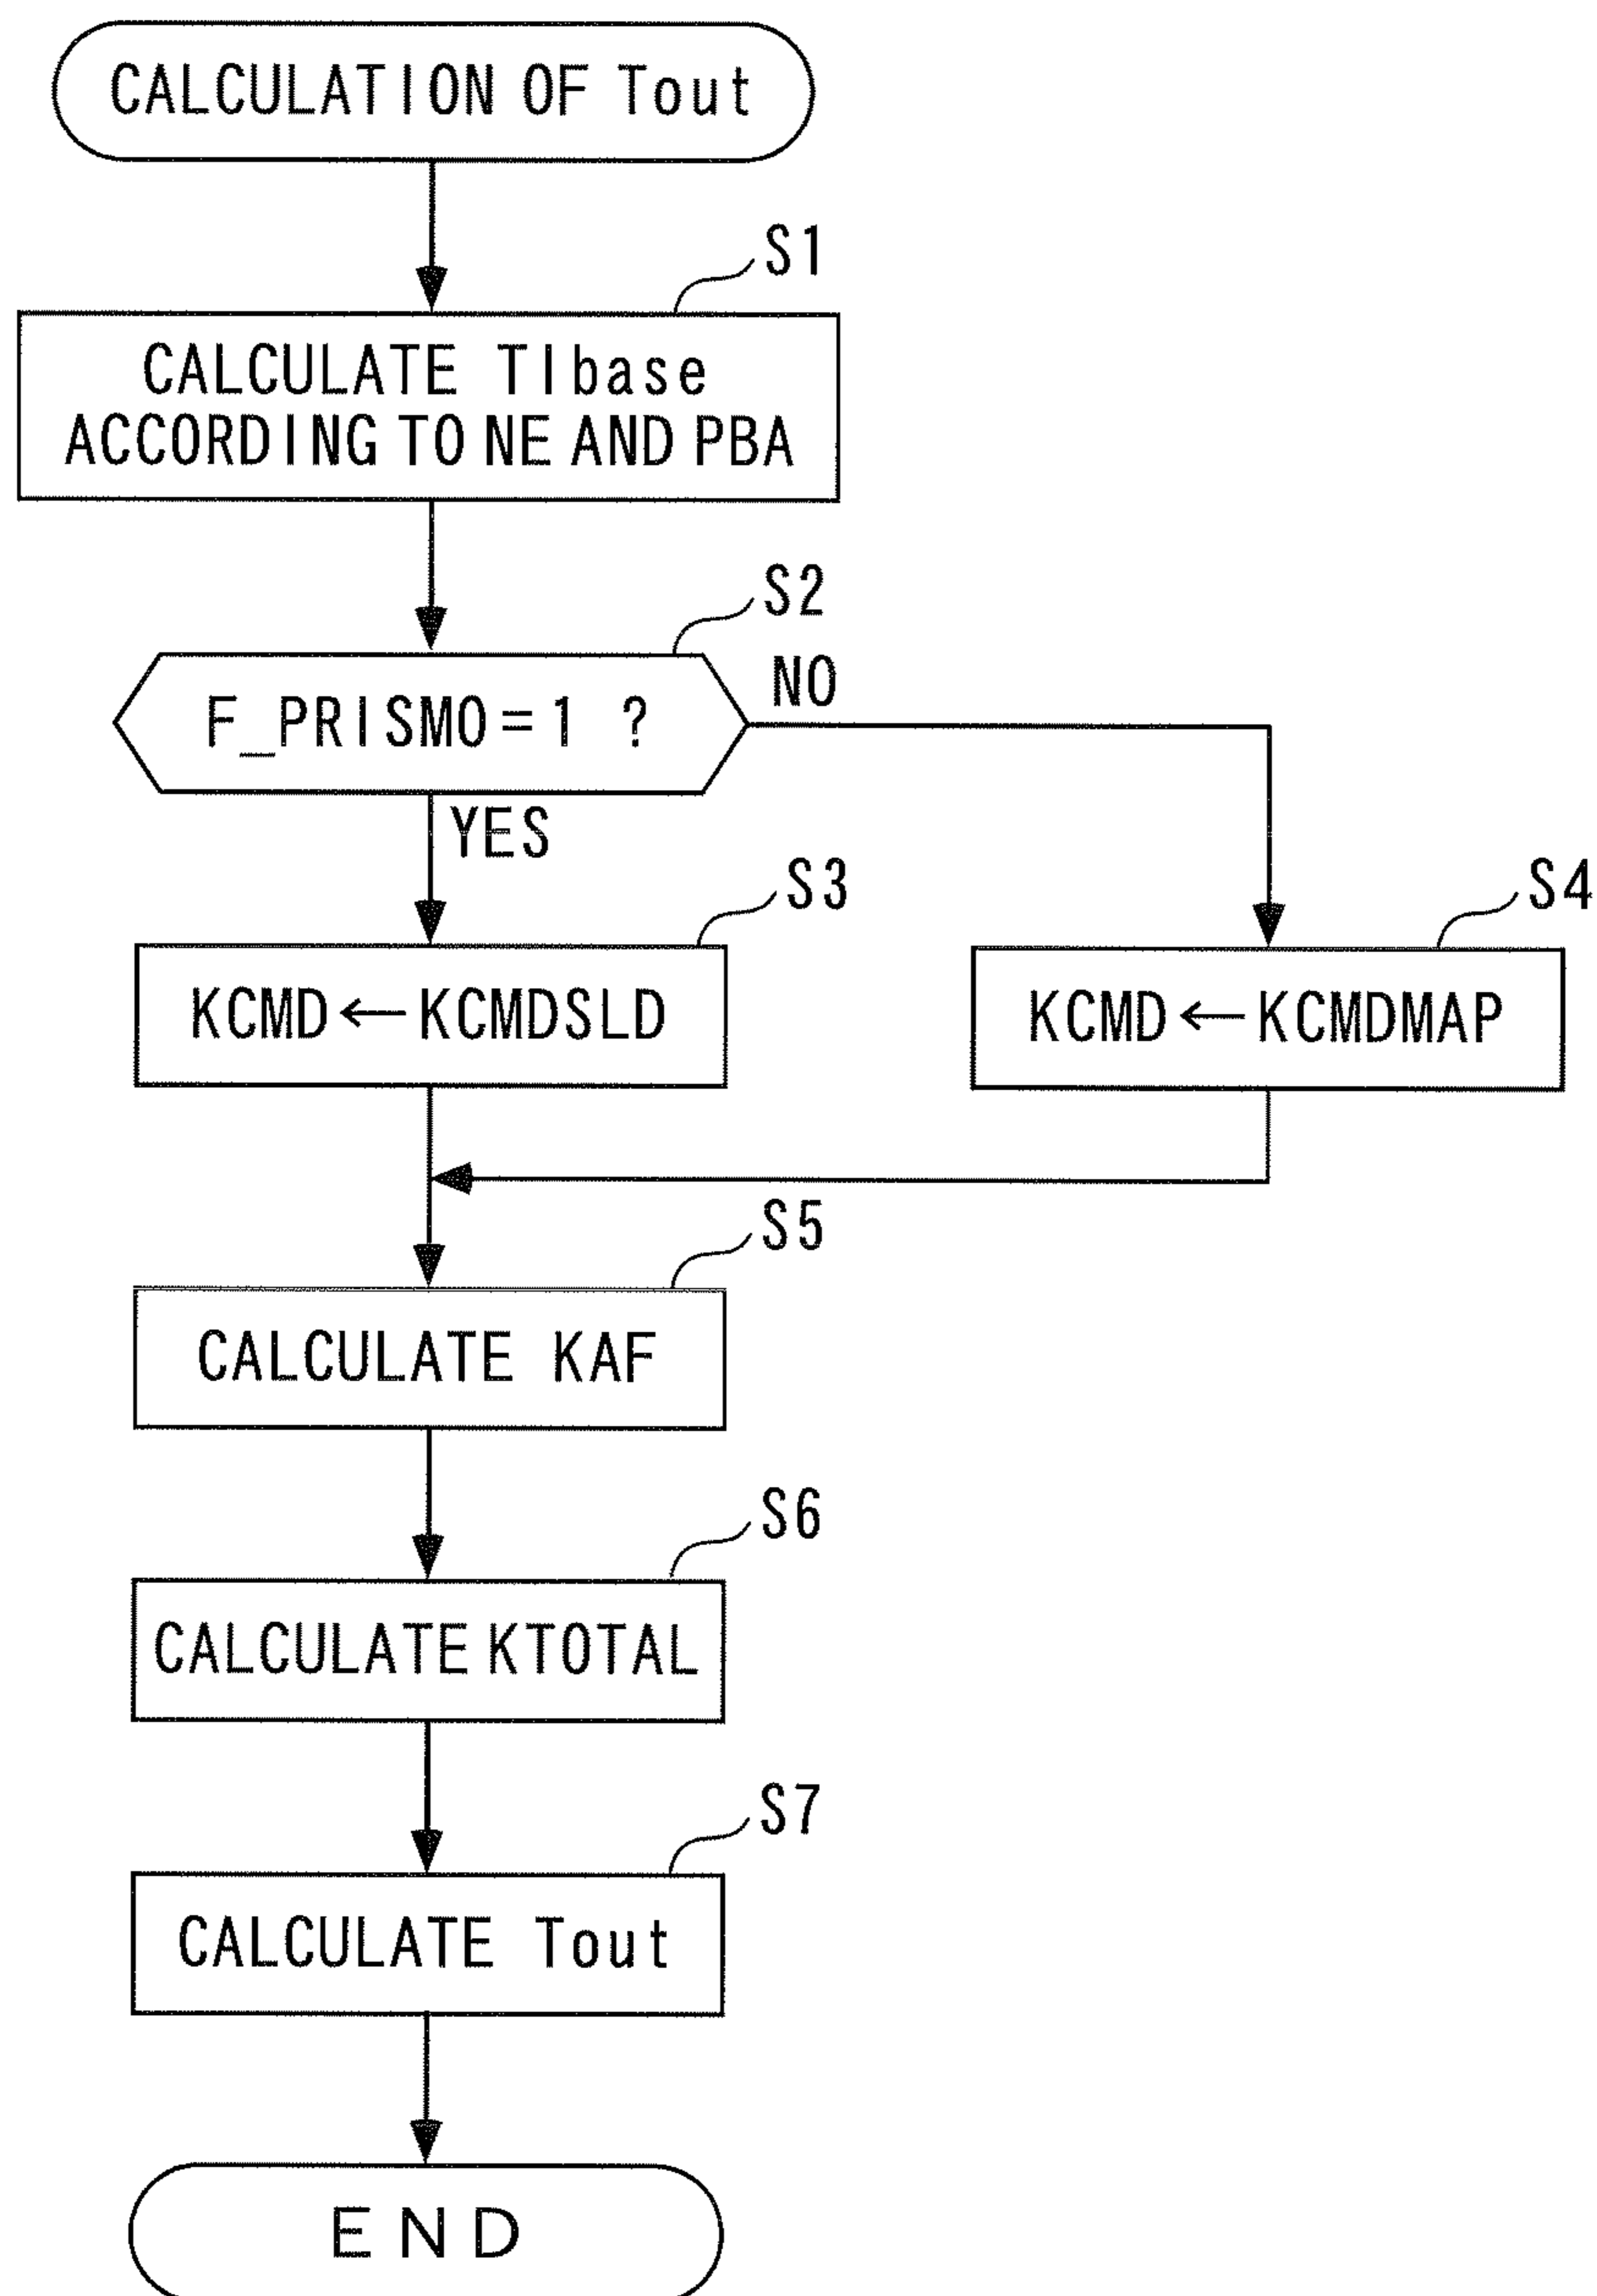 CALCULATION OF Tout
S1
CALCULATE TIbase
ACCORDING TO NE AND PBA
S2
F_PRISMO=1 ?
NO
YES
S3
KCMD←KCMDSLD
S4
KCMD←KCMDMAP
S5
CALCULATE KAF
S6
CALCULATE KTOTAL
S7
CALCULATE Tout
END